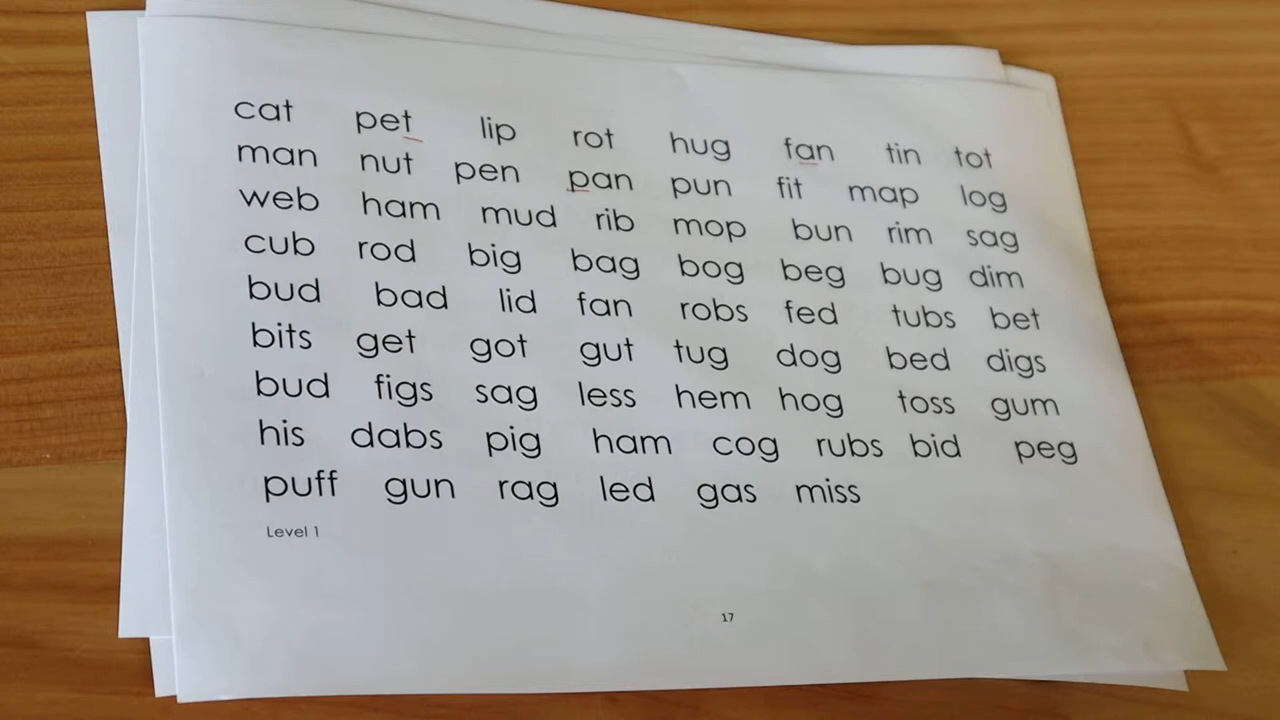 cat pet lip rot hug fan tin tot
man nut pen pan pun fit map log
web ham mud rib mop bun rim sag
cub rod big bag bog beg bug dim
bud bad lid fan robs fed tubs bet
bits get got gut tug dog bed digs
bud figs sag less hem hog toss gum
his dabs pig ham cog rubs bid peg
puff gun rag led gas miss
Level 1
17